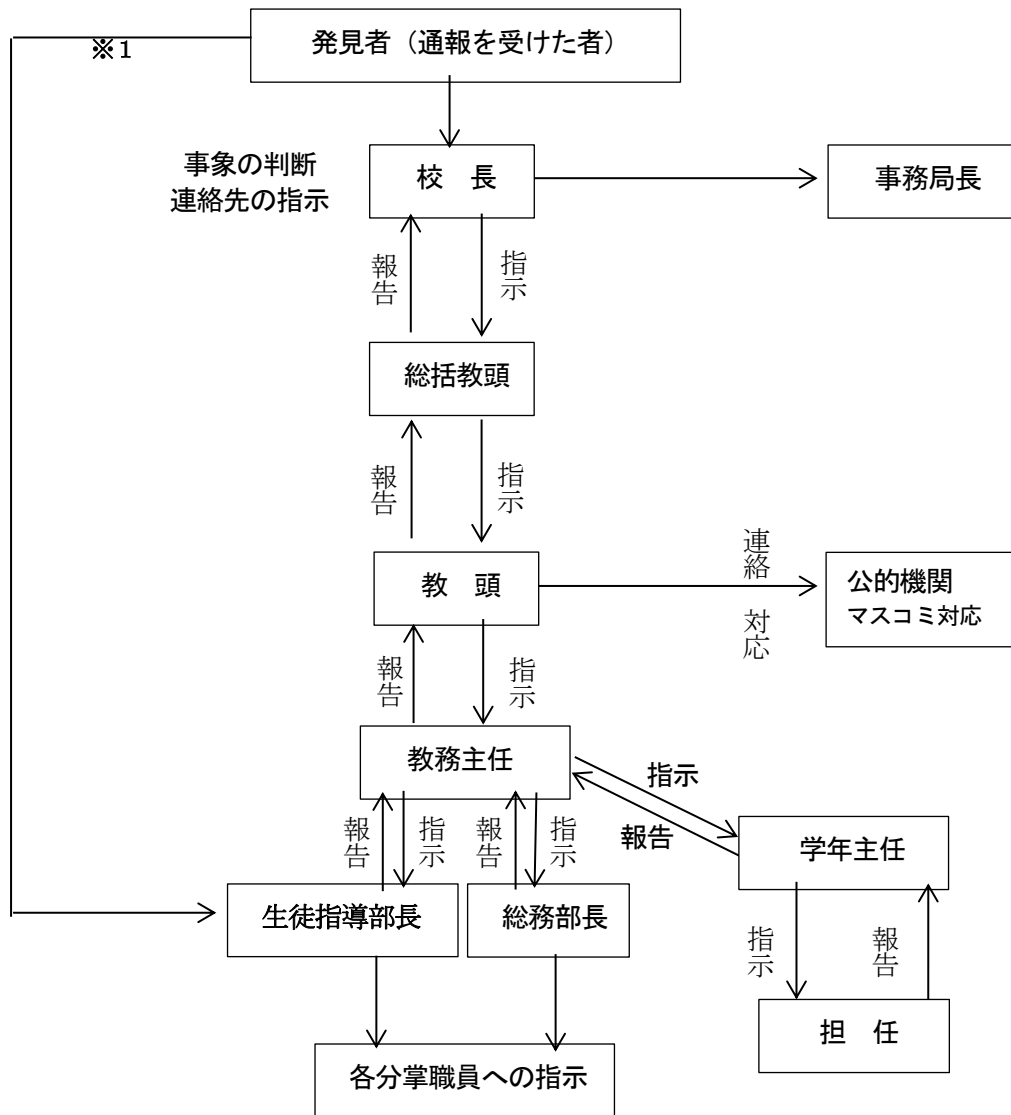 発見者（通報を受けた者）
※1
校　長
事務局長
事象の判断
連絡先の指示
報告
指示
総括教頭
報告
指示
教　頭
連絡
対応
公的機関
マスコミ対応
報告
指示
教務主任
指示
報告
報告
指示
報告
指示
学年主任
生徒指導部長
総務部長
指示
報告
担　任
各分掌職員への指示